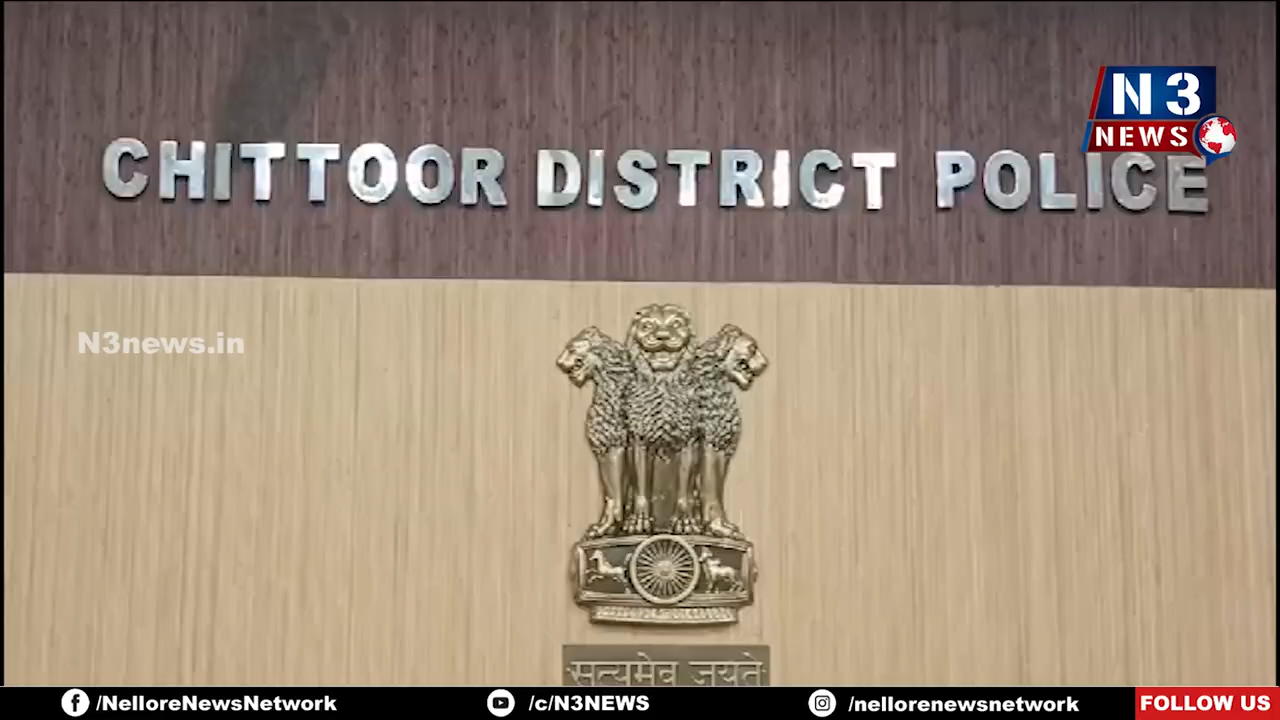 N3
NEWS
CHITTOOR DISTRICT POLICE
N3news.in
सत्यमेव जयते
/NelloreNewsNetwork
/c/N3NEWS
/nellorenewsnetwork
FOLLOW US